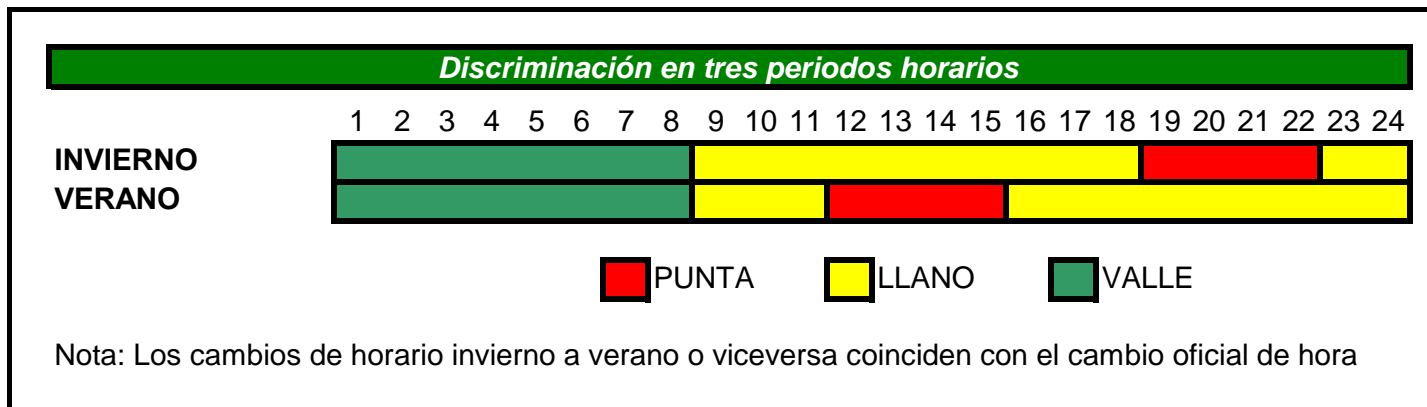 Discriminación en tres periodos horarios
1 2 3 4 5 6 7 8 9 10 11 12 13 14 15 16 17 18 19 20 21 22 23 24
INVIERNO
VERANO
PUNTA LLANO VALLE
Nota: Los cambios de horario invierno a verano o viceversa coinciden con el cambio oficial de hora